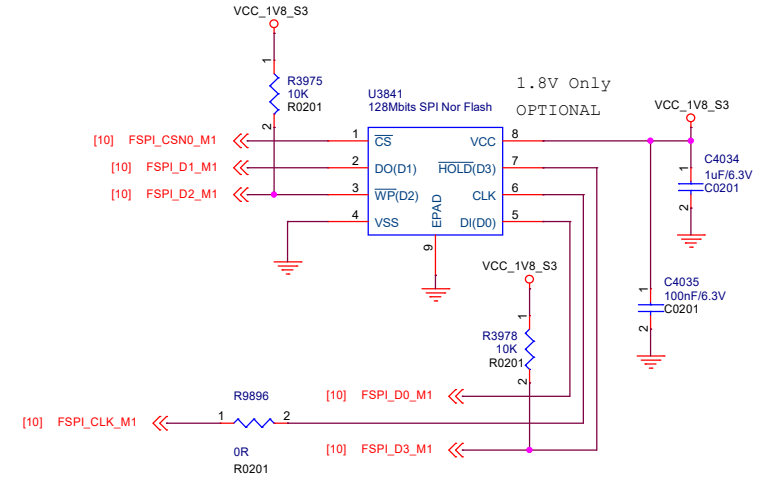 VCC_1V8_S3
1
R3975
10K
R0201
2
U3841
128Mbits SPI Nor Flash
1.8V Only
OPTIONAL
VCC_1V8_S3
[10] FSPI_CSN0_M1
1
CS
VCC
8
[10] FSPI_D1_M1
2
DO(D1)
HOLD(D3)
7
[10] FSPI_D2_M1
3
WP(D2)
CLK
6
4
VSS
EPAD
DI(D0)
5
9
1
C4034
1uF/6.3V
C0201
2
VCC_1V8_S3
1
C4035
100nF/6.3V
C0201
2
1
R3978
10K
R0201
2
R9896
[10] FSPI_D0_M1
[10] FSPI_CLK_M1
1
2
0R
R0201
[10] FSPI_D3_M1